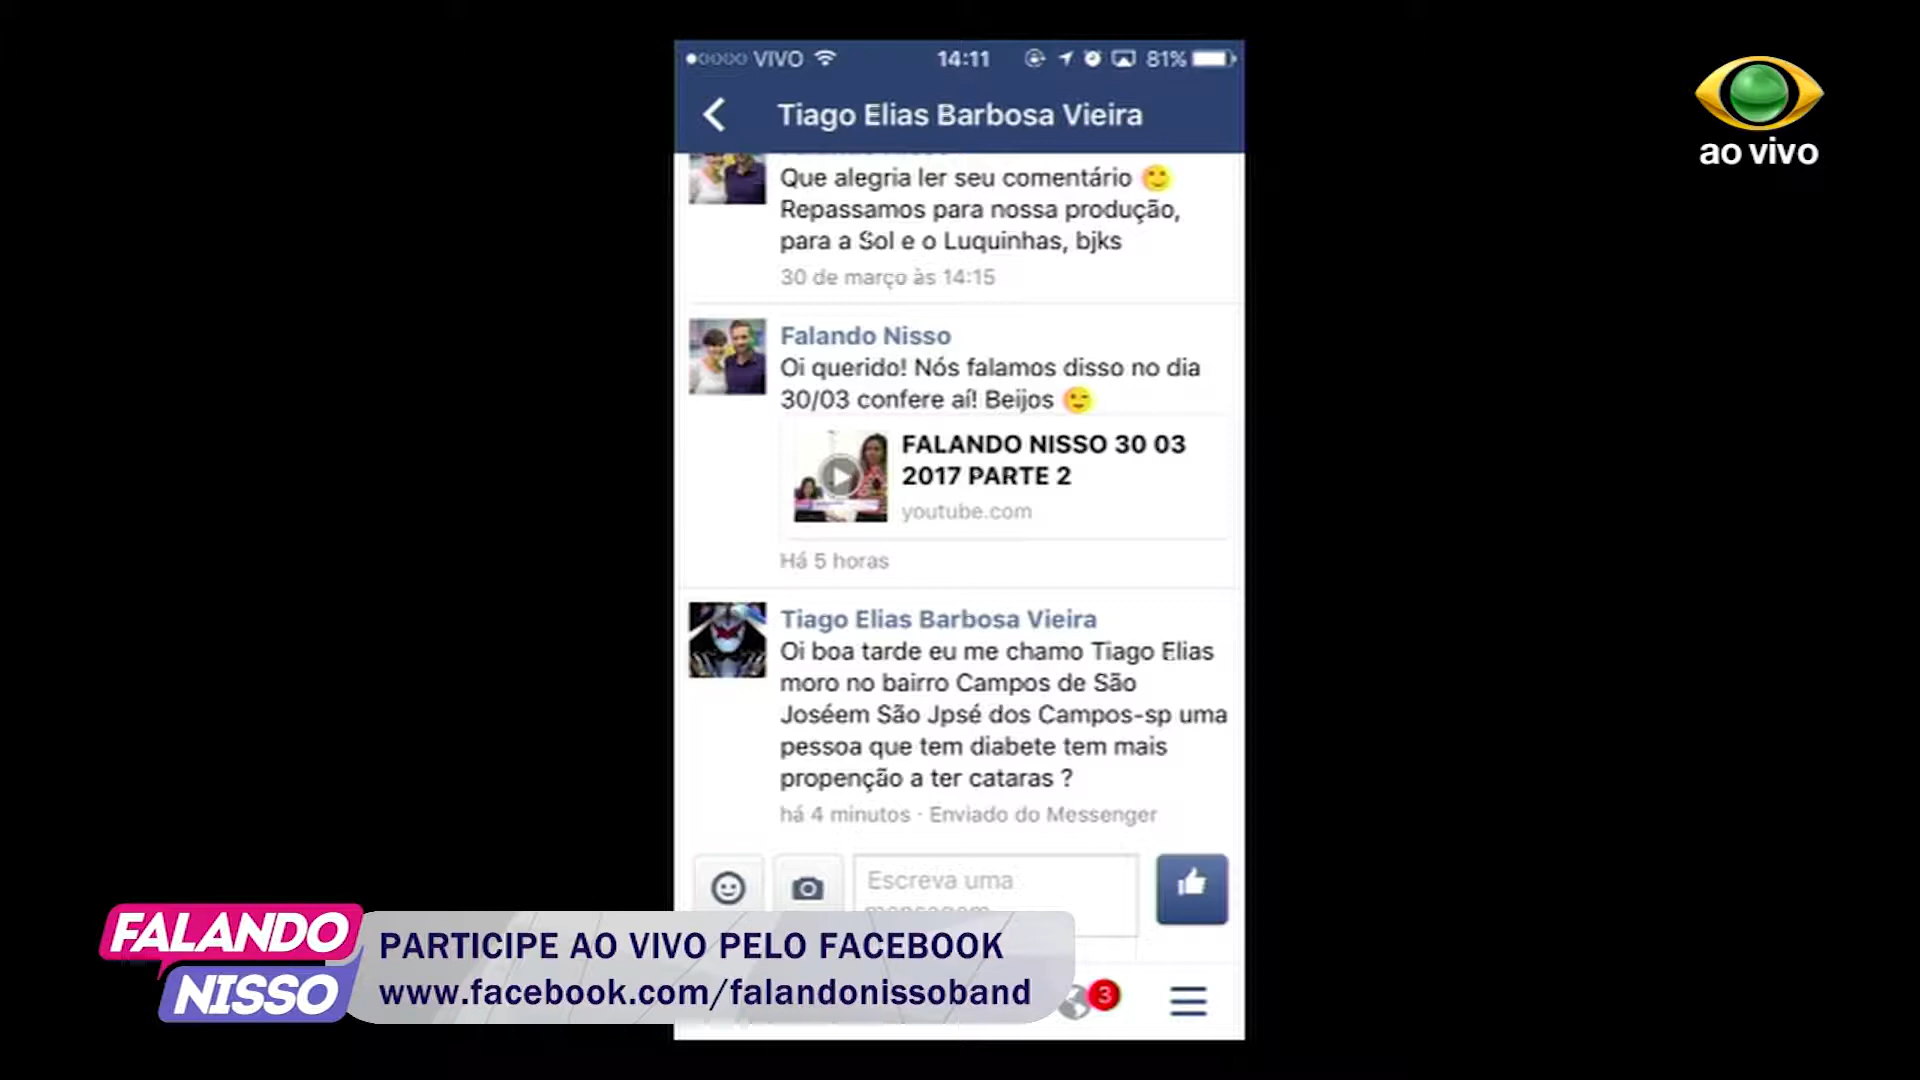 VIVO 14:11 81%
Tiago Elias Barbosa Vieira
Que alegria ler seu comentário
Repassamos para nossa produção,
para a Sol e o Luquinhas, bjks
30 de março às 14:15
Falando Nisso
Oi querido! Nós falamos disso no dia
30/03 confere aí! Beijos
FALANDO NISSO 30 03
2017 PARTE 2
youtube.com
Há 5 horas
Tiago Elias Barbosa Vieira
Oi boa tarde eu me chamo Tiago Elias
moro no bairro Campos de São
Joséem São Jpsé dos Campos-sp uma
pessoa que tem diabete tem mais
propenção a ter cataras ?
há 4 minutos · Enviado do Messenger
Escreva uma
3
ao vivo
FALANDO
NISSO
PARTICIPE AO VIVO PELO FACEBOOK
www.facebook.com/falandonissoband